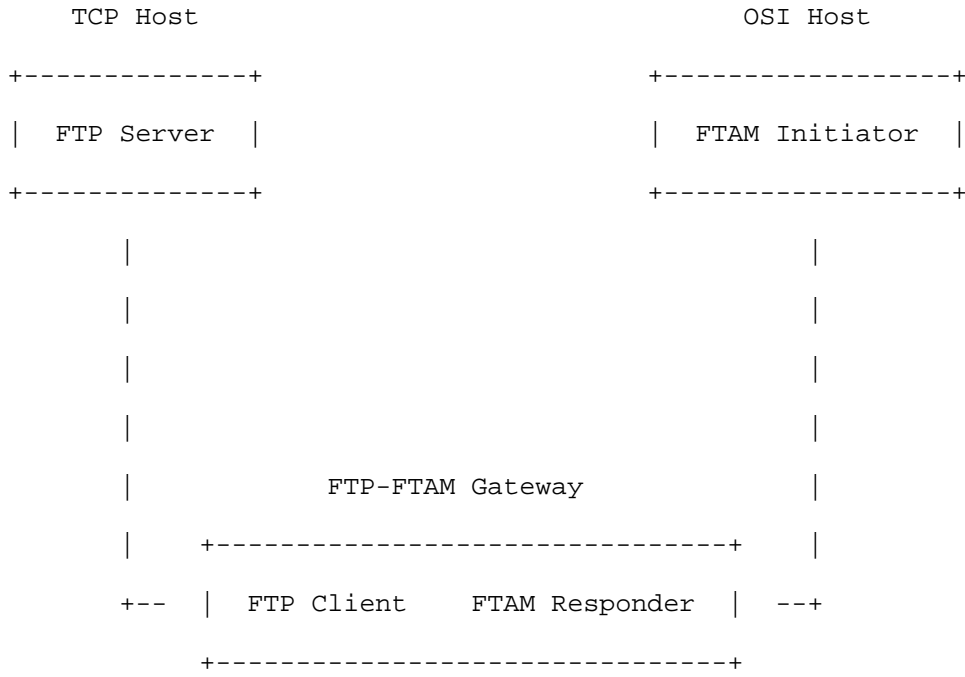 TCP Host OSI Host
+--------------+ +------------------+
| FTP Server | | FTAM Initiator |
+--------------+ +------------------+
| |
| |
| |
| |
| FTP-FTAM Gateway |
| +--------------------------------+ |
+-- | FTP Client FTAM Responder | --+
+--------------------------------+